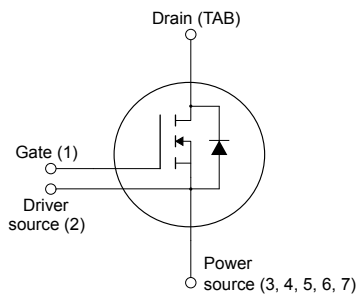 Drain (TAB)
Gate (1)
Driver
source (2)
Power
source (3, 4, 5, 6, 7)